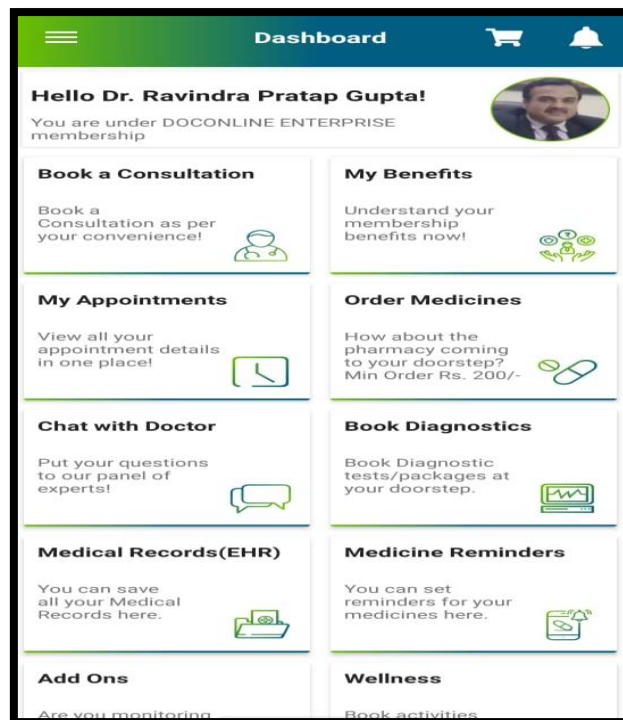 Dashboard
Hello Dr. Ravindra Pratap Gupta!
You are under DOCONLINE ENTERPRISE
membership
Book a Consultation
Book a
Consultation as per
your convenience!
My Benefits
Understand your
membership
benefits now!
My Appointments
View all your
appointment details
in one place!
Order Medicines
How about the
pharmacy coming
to your doorstep?
Min Order Rs. 200/-
Chat with Doctor
Put your questions
to our panel of
experts!
Book Diagnostics
Book Diagnostic
tests/packages at
your doorstep.
Medical Records(EHR)
You can save
all your Medical
Records here.
Medicine Reminders
You can set
reminders for your
medicines here.
Add Ons
Are you monitoring
Wellness
Book activities